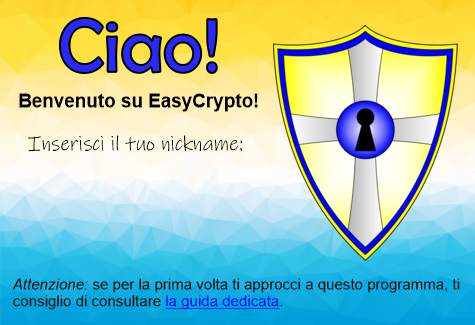 Ciao!
Benvenuto su EasyCrypto!
Inserisci il tuo nickname:
Attenzione: se per la prima volta ti approcci a questo programma, ti
consiglio di consultare la guida dedicata.